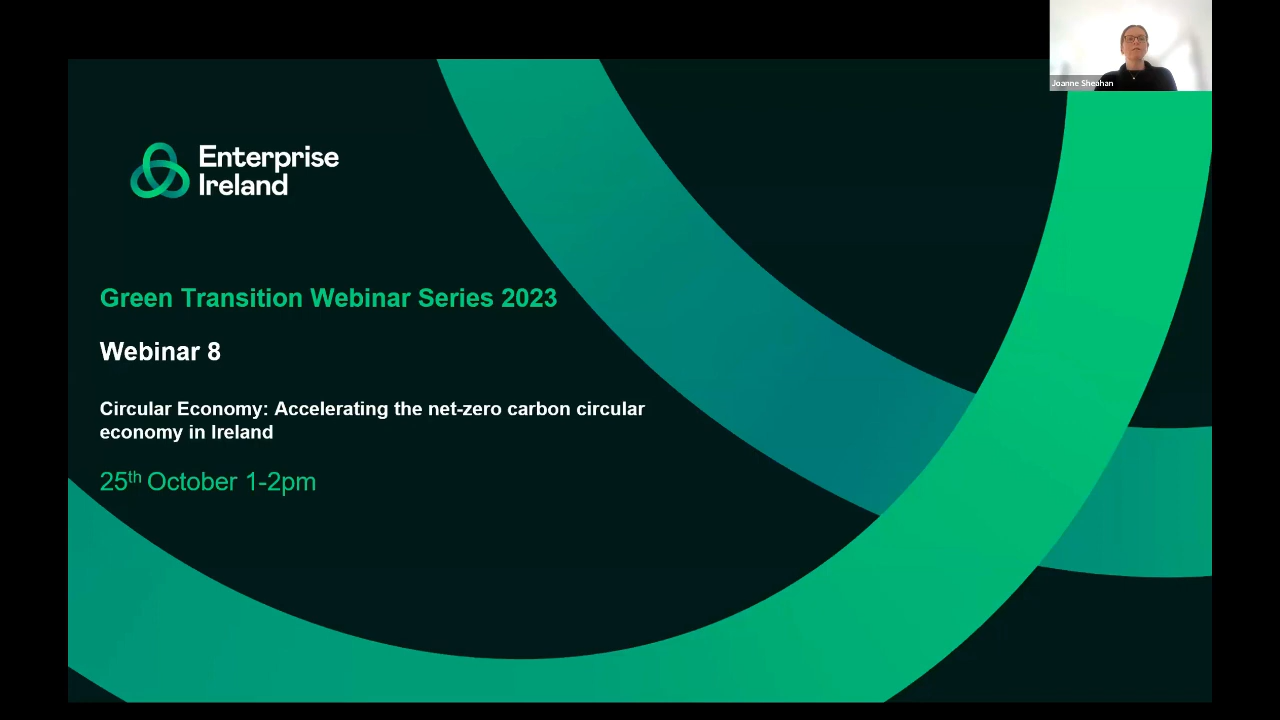 Joanne Sheahan
Enterprise
Ireland
Green Transition Webinar Series 2023
Webinar 8
Circular Economy: Accelerating the net-zero carbon circular
economy in Ireland
25th October 1-2pm